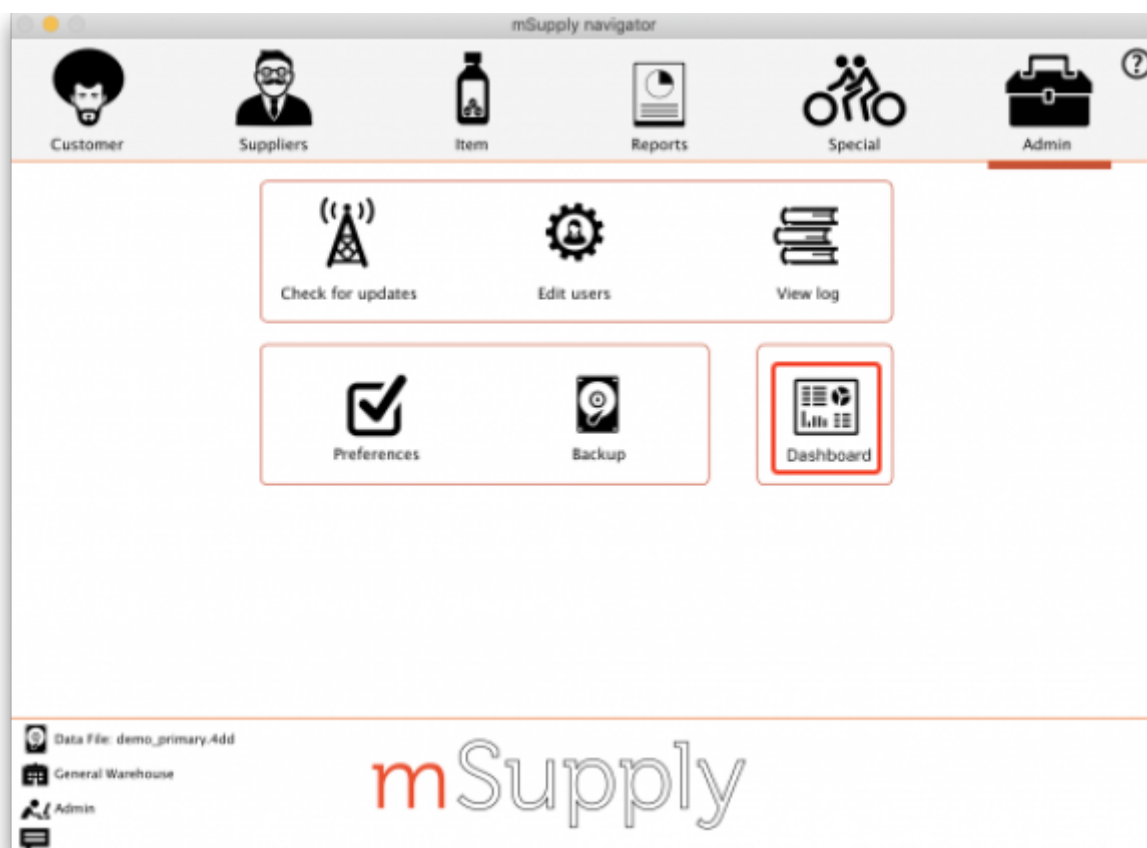 mSupply navigator
?
Customer Suppliers Item Reports Special Admin
Check for updates Edit users View log
Preferences Backup Dashboard
Data File: demo_primary.4dd
General Warehouse
Admin
mSupply